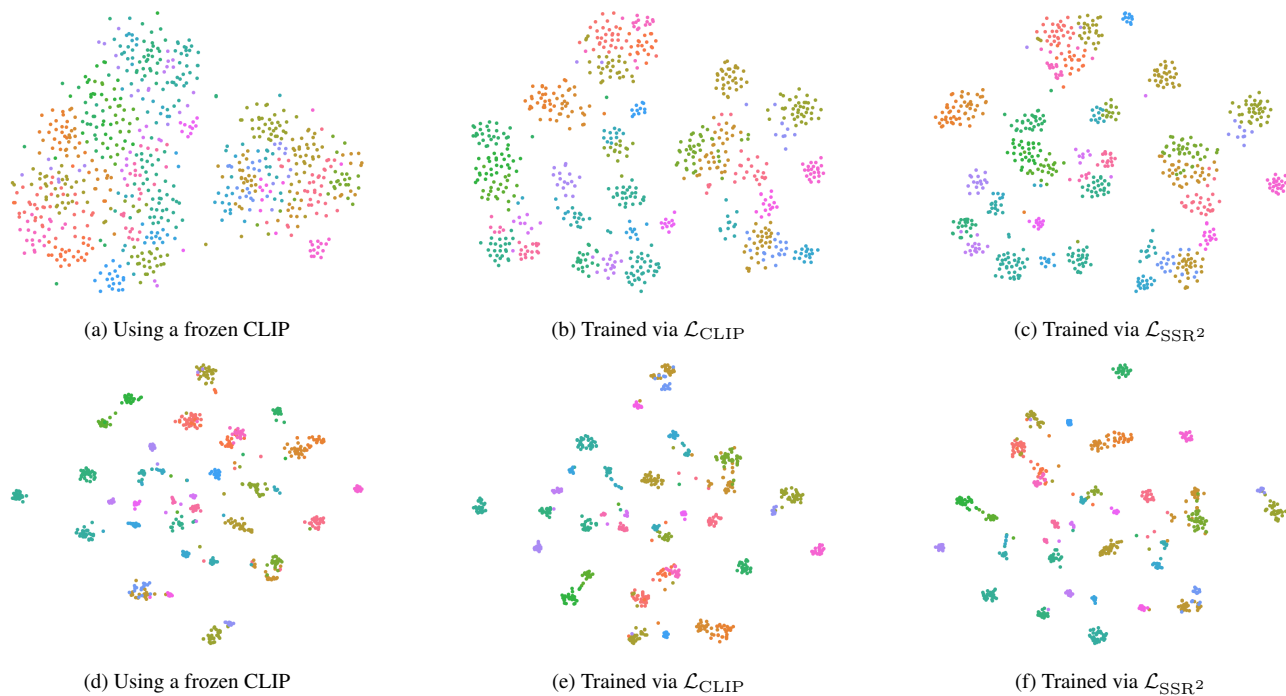 (a) Using a frozen CLIP
(b) Trained via ℒ_CLIP
(c) Trained via ℒ_SSR²
(d) Using a frozen CLIP
(e) Trained via ℒ_CLIP
(f) Trained via ℒ_SSR²